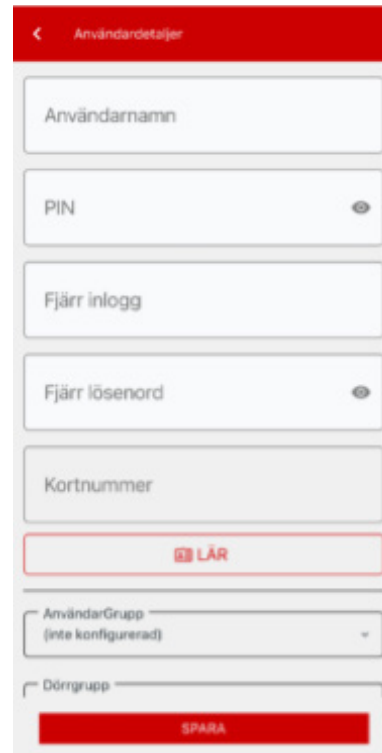 Användardetaljer
Användarnamn
PIN
Fjärr inlogg
Fjärr lösenord
Kortnummer
LÄR
AnvändarGrupp
(inte konfigurerad)
Dörrgrupp
SPARA